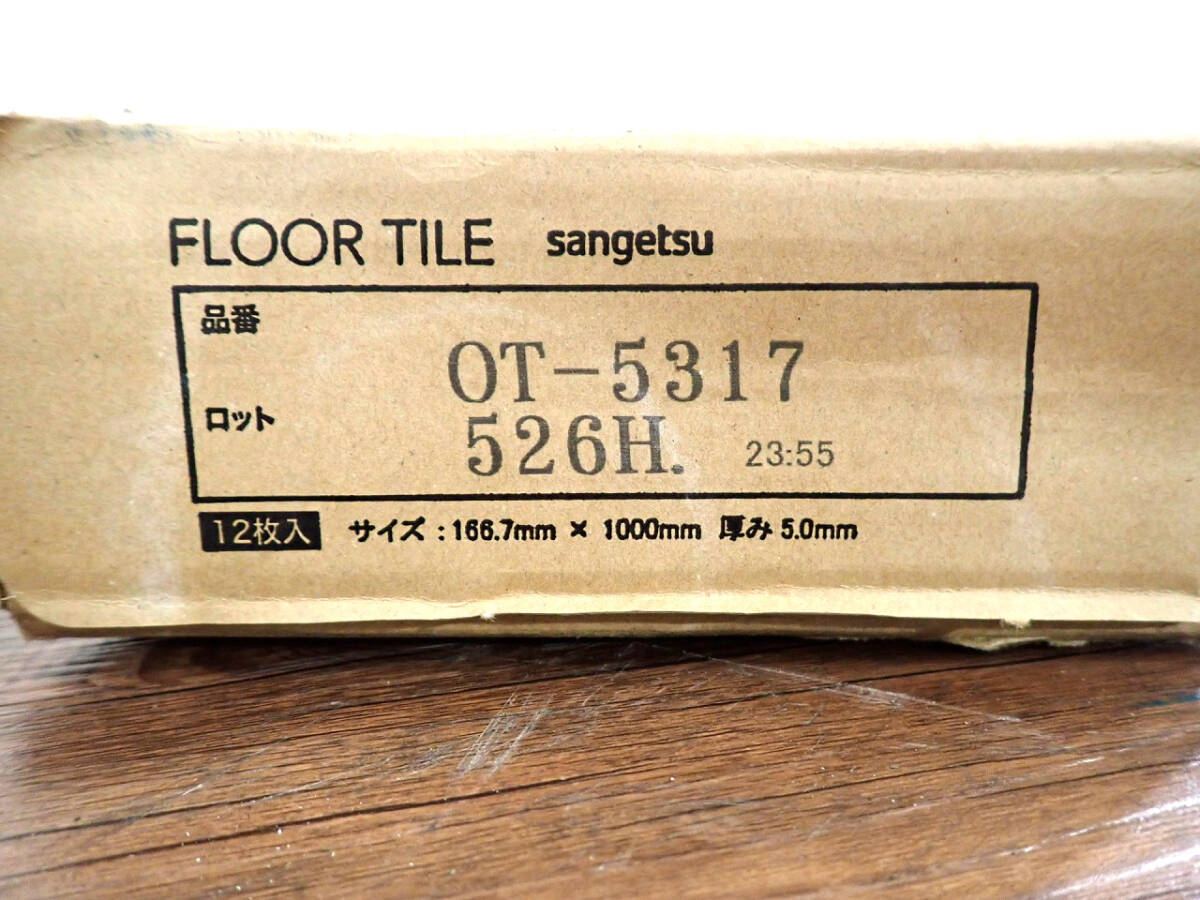 FLOOR TILE sangetsu
品番
OT-5317
ロット
526H. 23:55
12枚入 サイズ：166.7mm × 1000mm 厚み 5.0mm